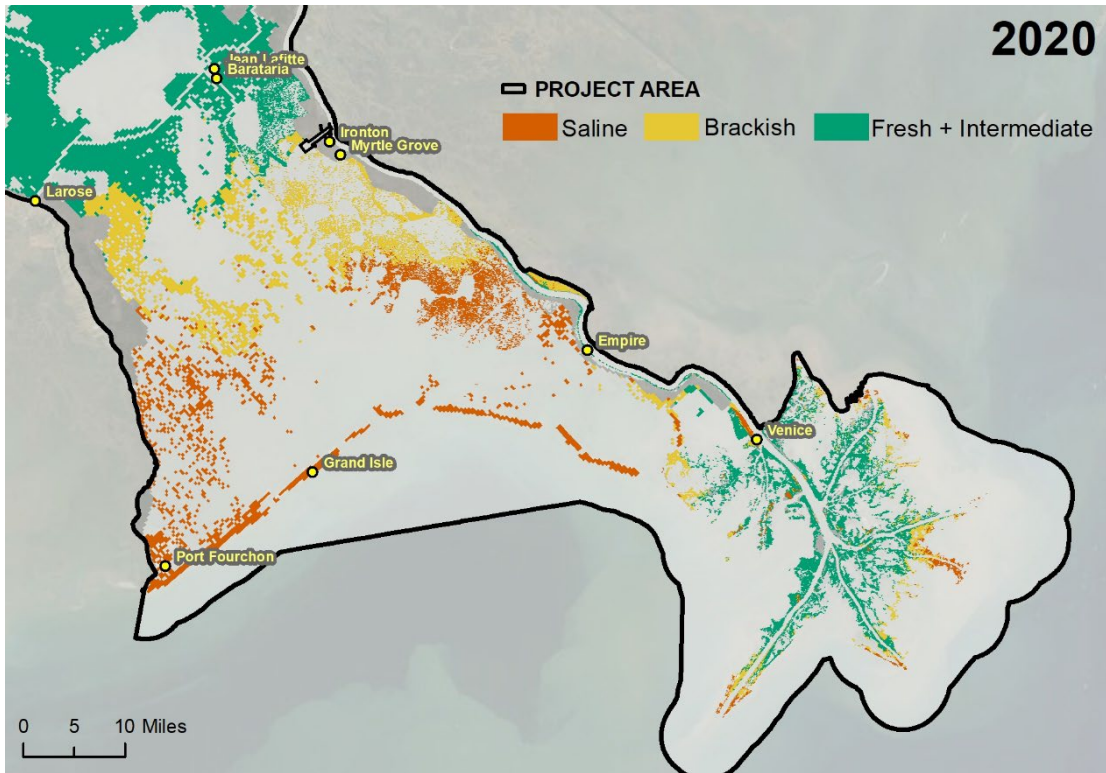 2020
PROJECT AREA
Saline Brackish Fresh + Intermediate
Jean Lafitte
Barataria
Ironton
Myrtle Grove
Larose
Empire
Venice
Grand Isle
Port Fourchon
0 5 10 Miles